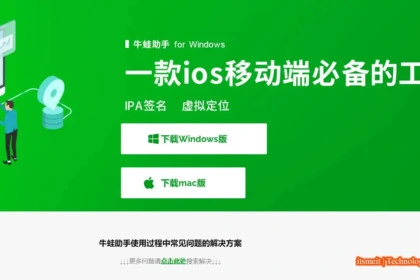 牛蛙助手 for Windows
一款ios移动端必备的工
IPA签名 虚拟定位
下载Windows版
下载mac版
牛蛙助手使用过程中常见问题的解决方案
↓↓↓更多问题请点击此处搜索解决↓↓↓
itsmeit | Technolog